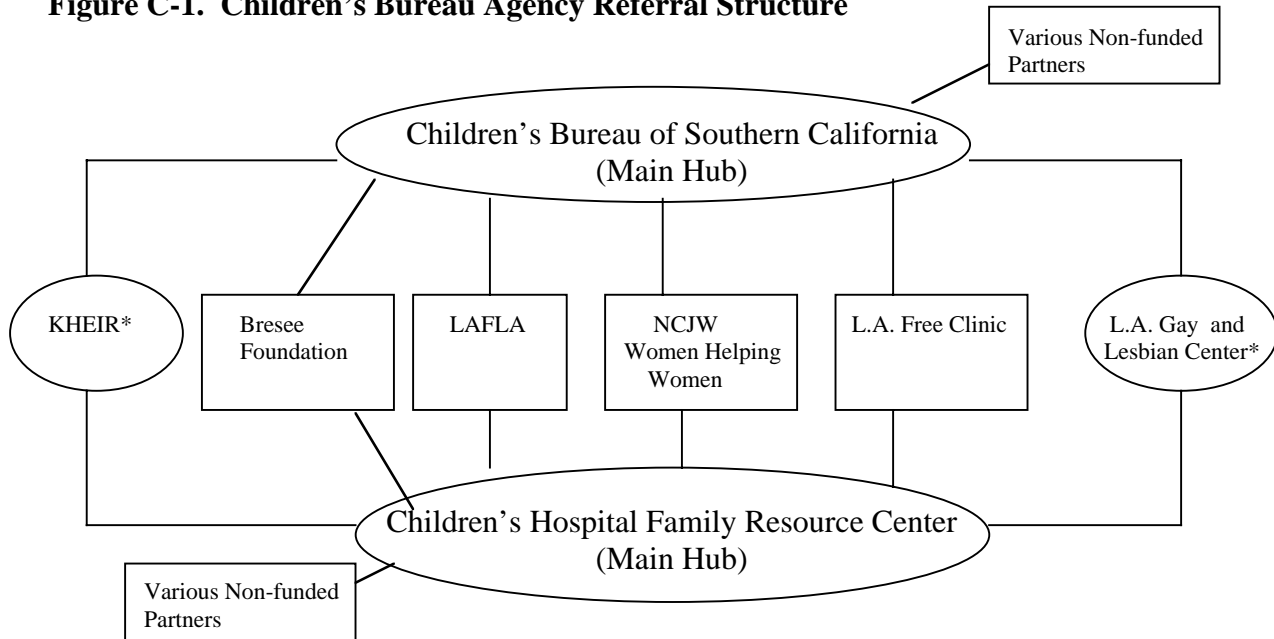 Figure C-1. Children's Bureau Agency Referral Structure
Various Non-funded
Partners
Children's Bureau of Southern California
(Main Hub)
KHEIR*
Bresee
Foundation
LAFLA
NCJW
Women Helping
Women
L.A. Free Clinic
L.A. Gay and
Lesbian Center*
Children's Hospital Family Resource Center
(Main Hub)
Various Non-funded
Partners